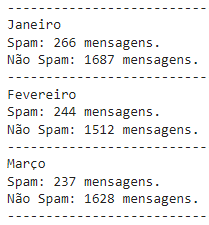 --------------------------
Janeiro
Spam: 266 mensagens.
Não Spam: 1687 mensagens.
--------------------------
Fevereiro
Spam: 244 mensagens.
Não Spam: 1512 mensagens.
--------------------------
Março
Spam: 237 mensagens.
Não Spam: 1628 mensagens.
--------------------------